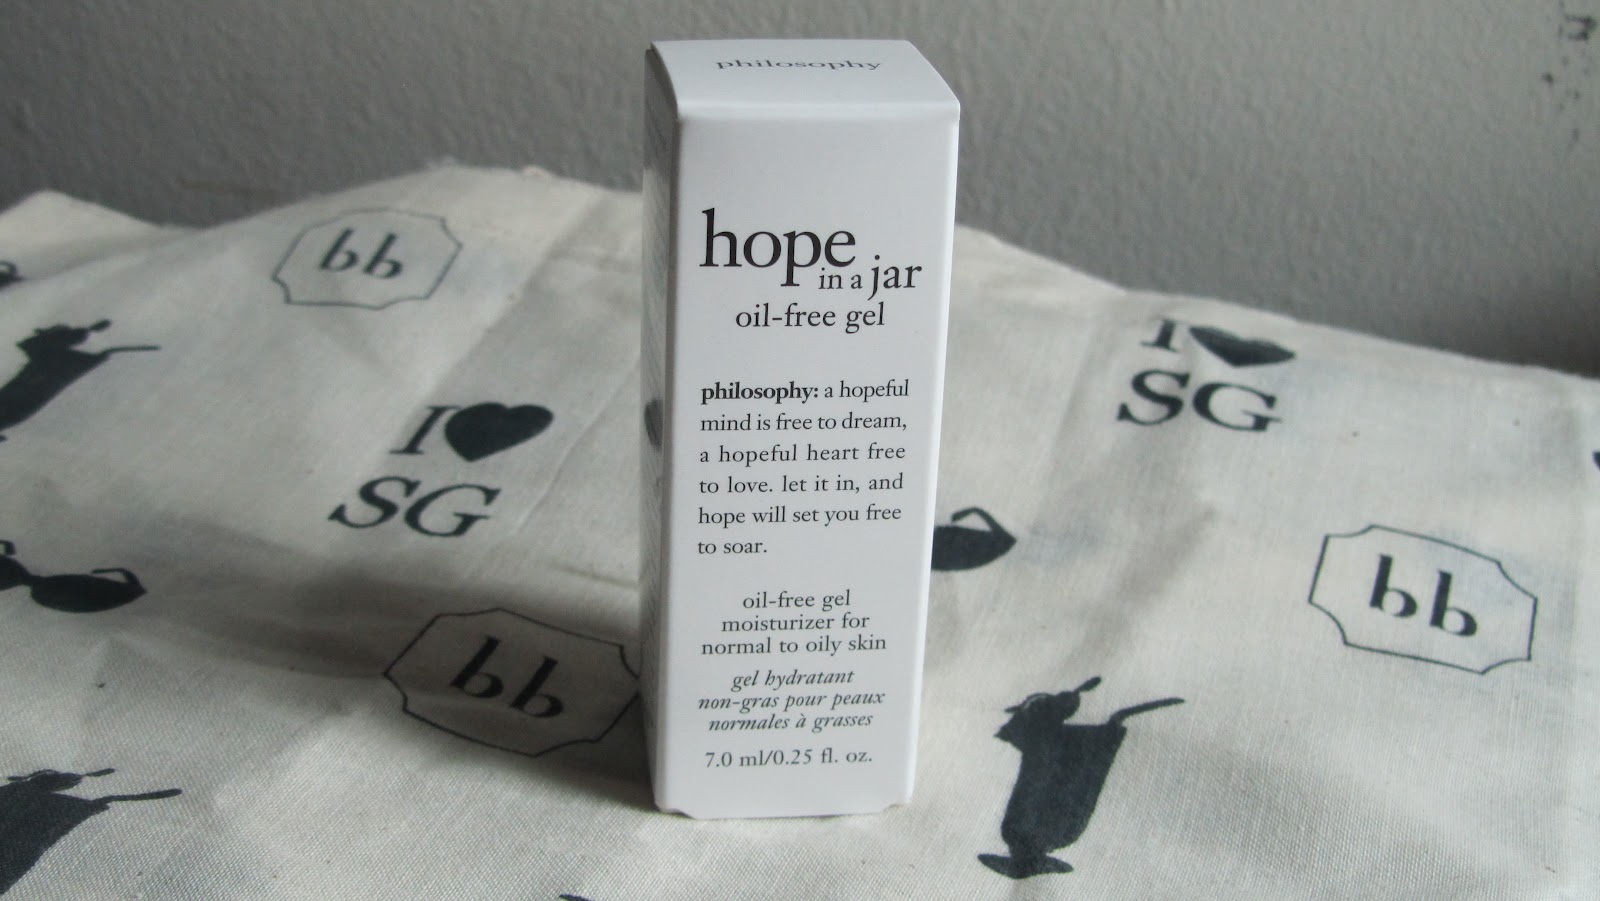 philosophy
hope
in a jar
oil-free gel
philosophy: a hopeful
mind is free to dream,
a hopeful heart free
to love. let it in, and
hope will set you free
to soar.
oil-free gel
moisturizer for
normal to oily skin
gel hydratant
non-gras pour peaux
normales à grasses
7.0 ml/0.25 fl. oz.
bb
I
SG
bb
I
SG
bb